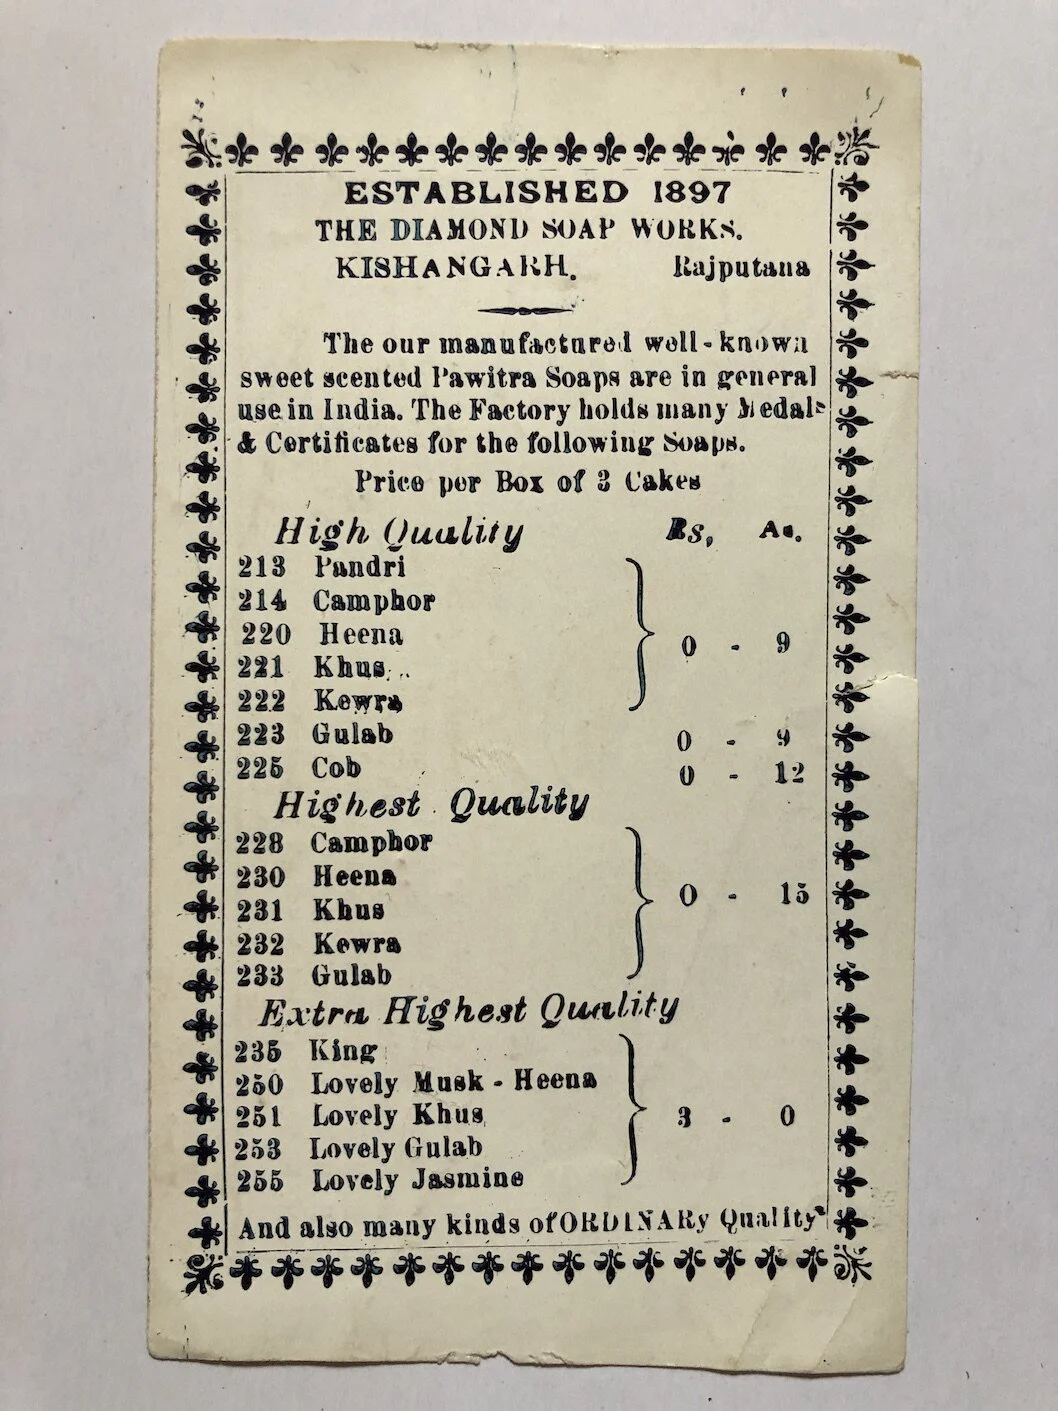 ESTABLISHED 1897
THE DIAMOND SOAP WORKS.
KISHANGARH. Rajputana
The our manufactured well-known
sweet scented Pawitra Soaps are in general
use in India. The Factory holds many Medals
& Certificates for the following Soaps.
Price per Box of 3 Cakes
High Quality Rs, As.
213 Pandri
214 Camphor
220 Heena
0 - 9
221 Khus
222 Kewra
223 Gulab 0 - 9
225 Cob 0 - 12
Highest Quality
228 Camphor
230 Heena
0 - 15
231 Khus
232 Kewra
233 Gulab
Extra Highest Quality
235 King
250 Lovely Musk - Heena
251 Lovely Khus 3 - 0
253 Lovely Gulab
255 Lovely Jasmine
And also many kinds of ORDINARy Quality